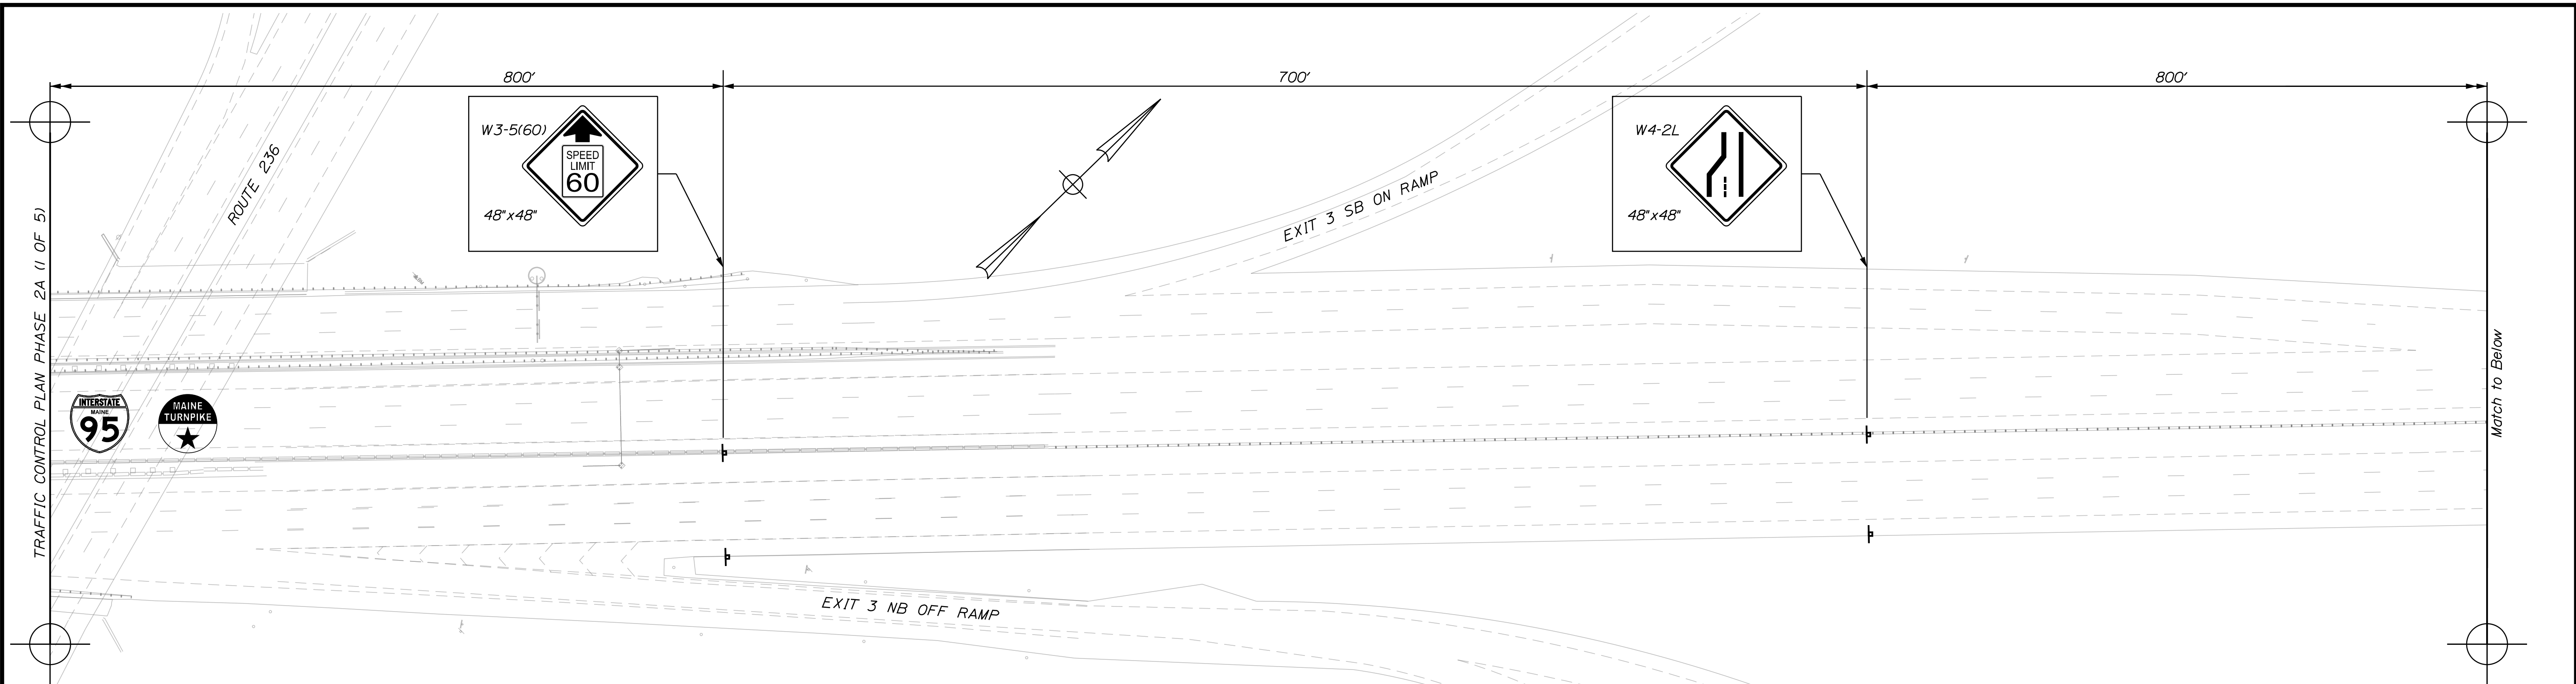 800' 700' 800'
W3-5(60)
SPEED
LIMIT
60
48"x48"
W4-2L
48"x48"
ROUTE 236
EXIT 3 SB ON RAMP
TRAFFIC CONTROL PLAN PHASE 2A (1 OF 5)
INTERSTATE
MAINE
95
MAINE
TURNPIKE
Match to Below
EXIT 3 NB OFF RAMP